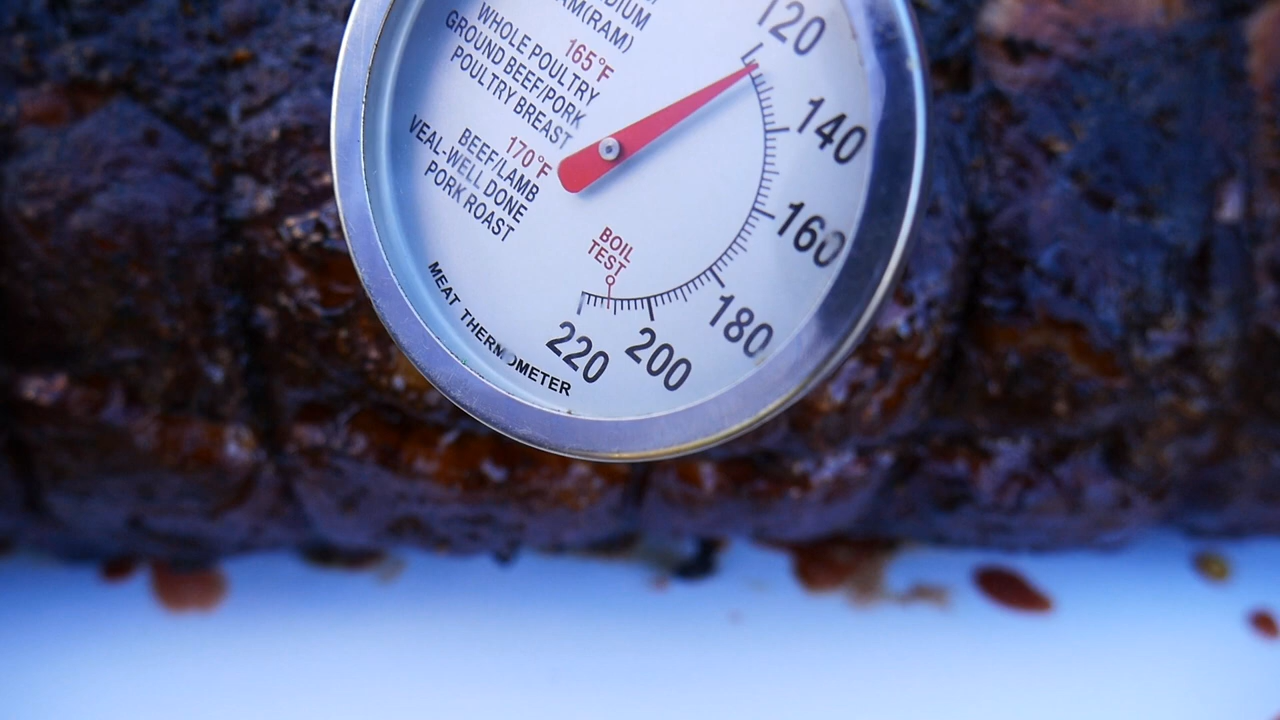 WHOLE POULTRY
165°F
GROUND BEEF/PORK
POULTRY BREAST
170°F
BEEF/LAMB
VEAL-WELL DONE
PORK ROAST
BOIL
TEST
MEAT THERMOMETER
120
140
160
180
200
220